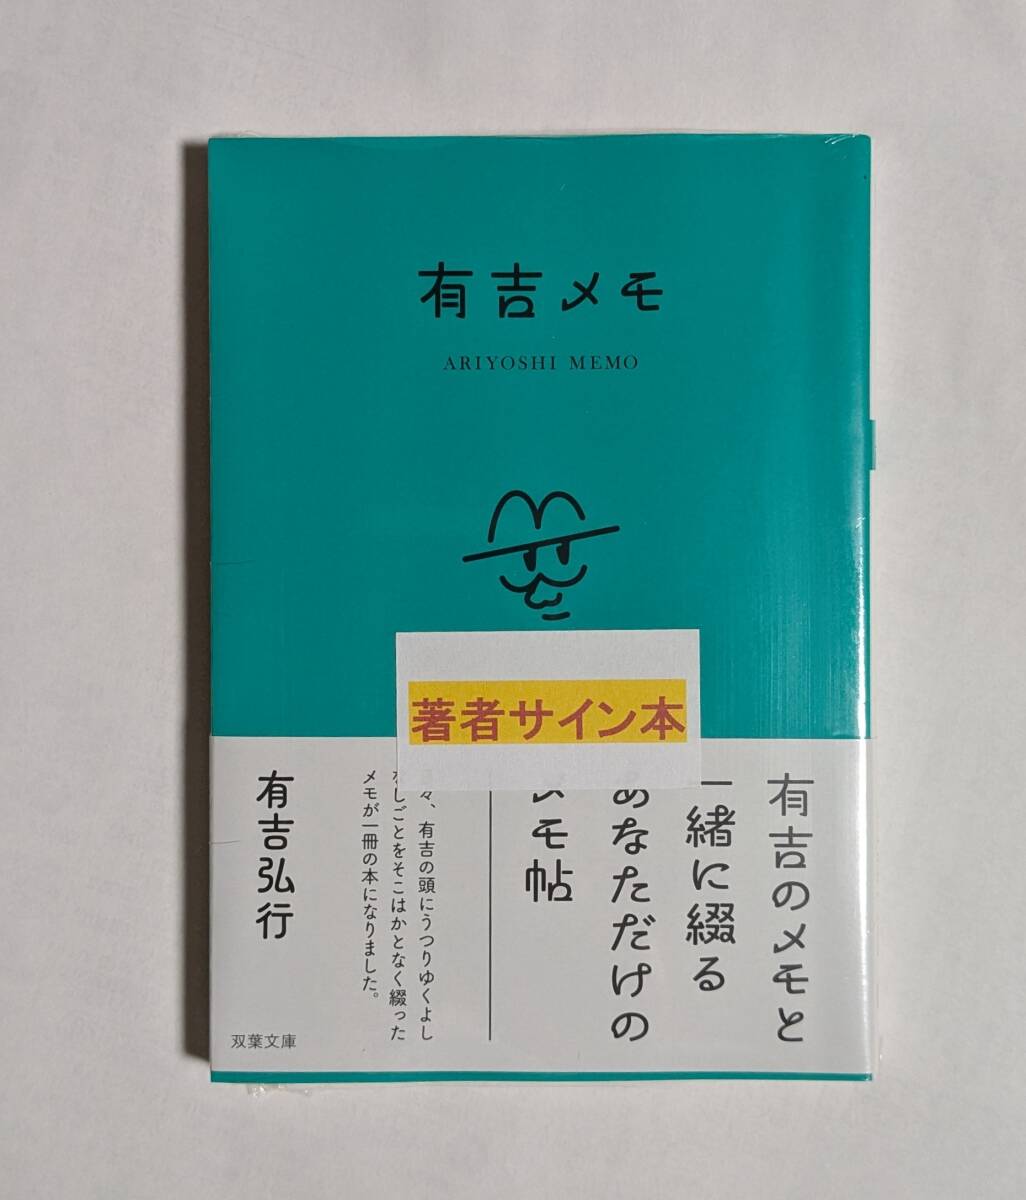 有吉メモ
ARIYOSHI MEMO
著者サイン本
有吉のメモと
一緒に綴る
あなただけの
メモ帖
々、有吉の頭にうつりゆくよし
なしごとをそこはかとなく綴った
メモが一冊の本になりました。
有吉弘行
双葉文庫